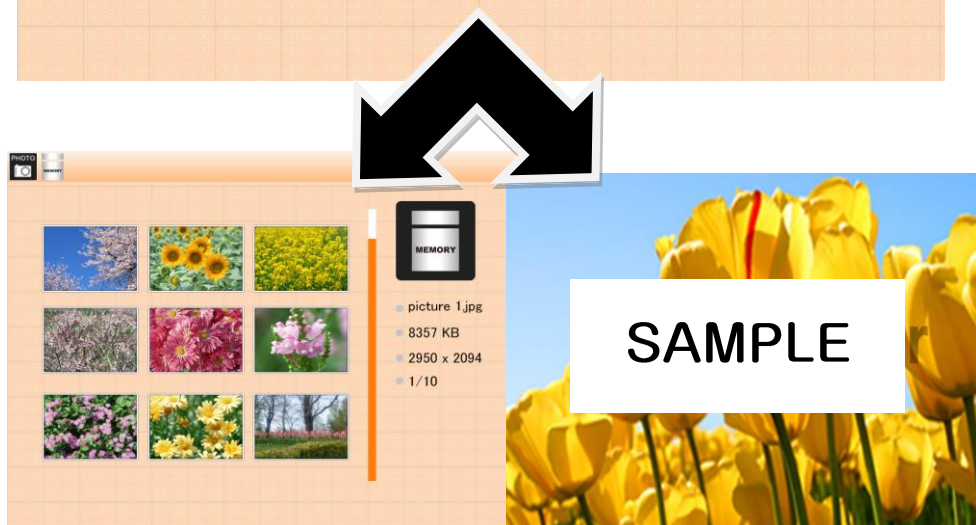 PHOTO
MEMORY
MEMORY
picture 1.jpg
8357 KB
2950 x 2094
1/10
SAMPLE